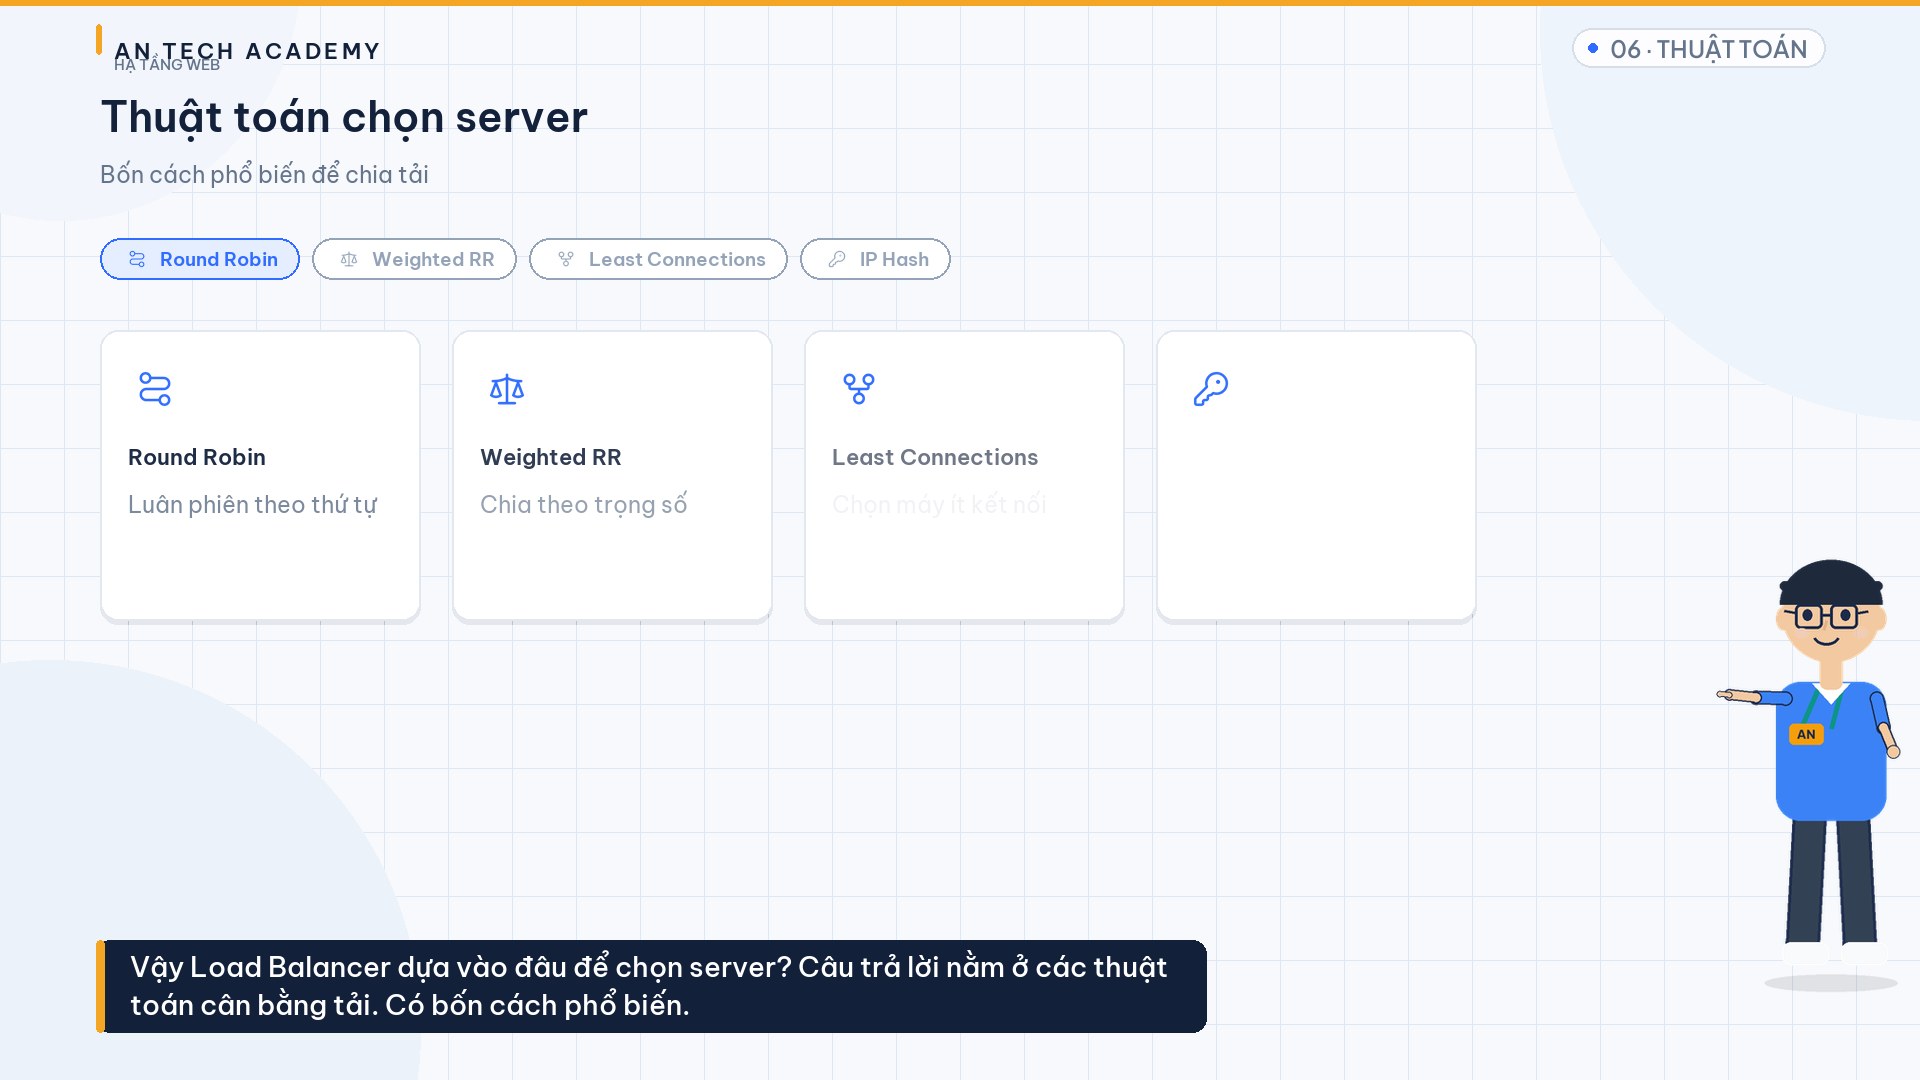 AN TECH ACADEMY
HẠ TẦNG WEB
06 · THUẬT TOÁN
Thuật toán chọn server
Bốn cách phổ biến để chia tải
Round Robin
Weighted RR
Least Connections
IP Hash
Round Robin
Luân phiên theo thứ tự
Weighted RR
Chia theo trọng số
Least Connections
Chọn máy ít kết nối
AN
Vậy Load Balancer dựa vào đâu để chọn server? Câu trả lời nằm ở các thuật
toán cân bằng tải. Có bốn cách phổ biến.